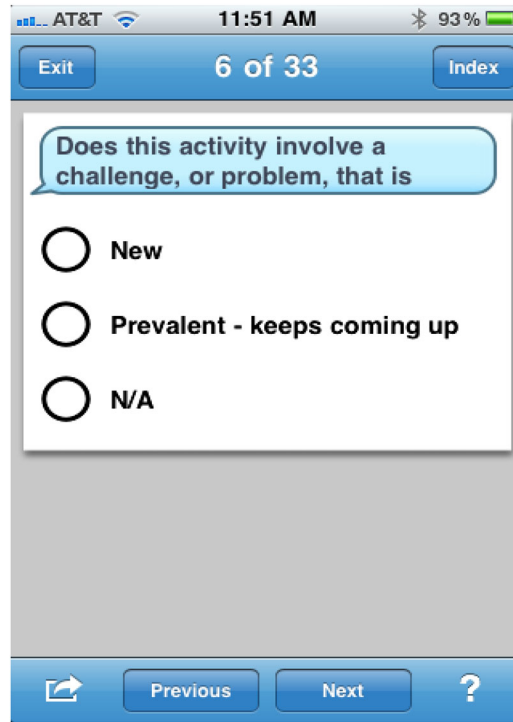 AT&T 11:51 AM 93%
Exit 6 of 33 Index
Does this activity involve a
challenge, or problem, that is
New
Prevalent - keeps coming up
N/A
Previous Next ?